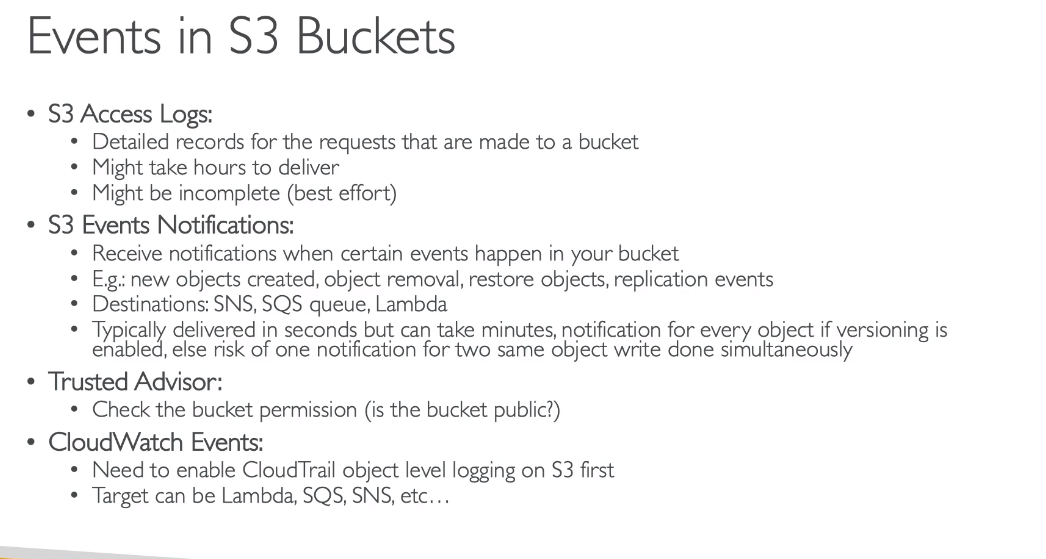 Events in S3 Buckets
• S3 Access Logs:
• Detailed records for the requests that are made to a bucket
• Might take hours to deliver
• Might be incomplete (best effort)
• S3 Events Notifications:
• Receive notifications when certain events happen in your bucket
• E.g.: new objects created, object removal, restore objects, replication events
• Destinations: SNS, SQS queue, Lambda
• Typically delivered in seconds but can take minutes, notification for every object if versioning is
enabled, else risk of one notification for two same object write done simultaneously
• Trusted Advisor:
• Check the bucket permission (is the bucket public?)
• CloudWatch Events:
• Need to enable CloudTrail object level logging on S3 first
• Target can be Lambda, SQS, SNS, etc…